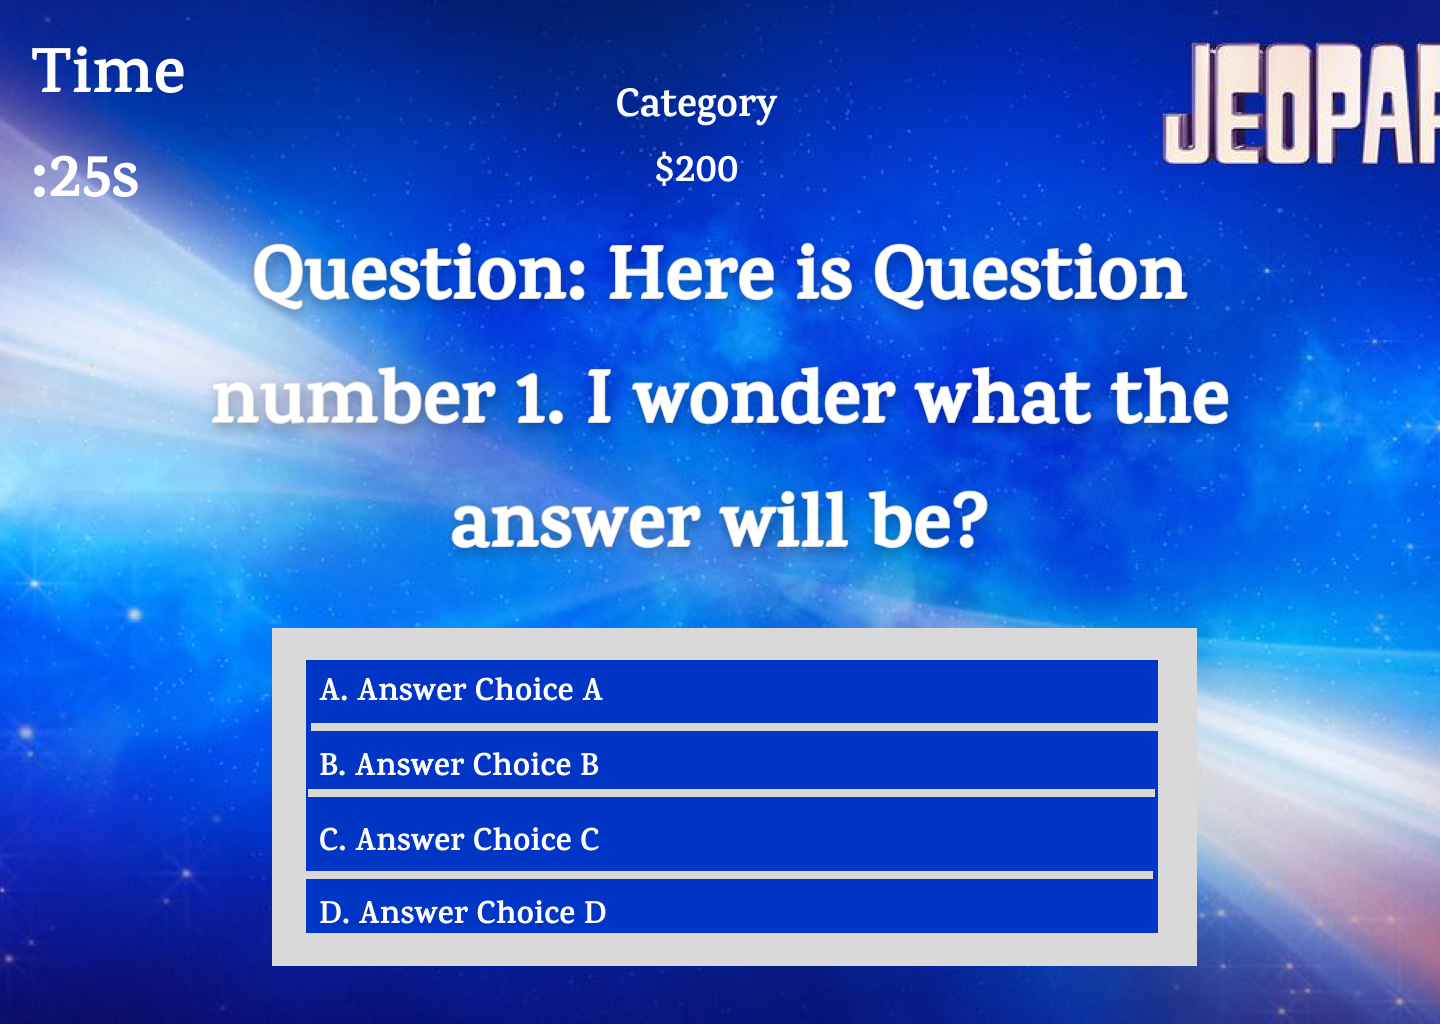 Time
:25s
Category
$200
JEOPAR
Question: Here is Question
number 1. I wonder what the
answer will be?
A. Answer Choice A
B. Answer Choice B
C. Answer Choice C
D. Answer Choice D